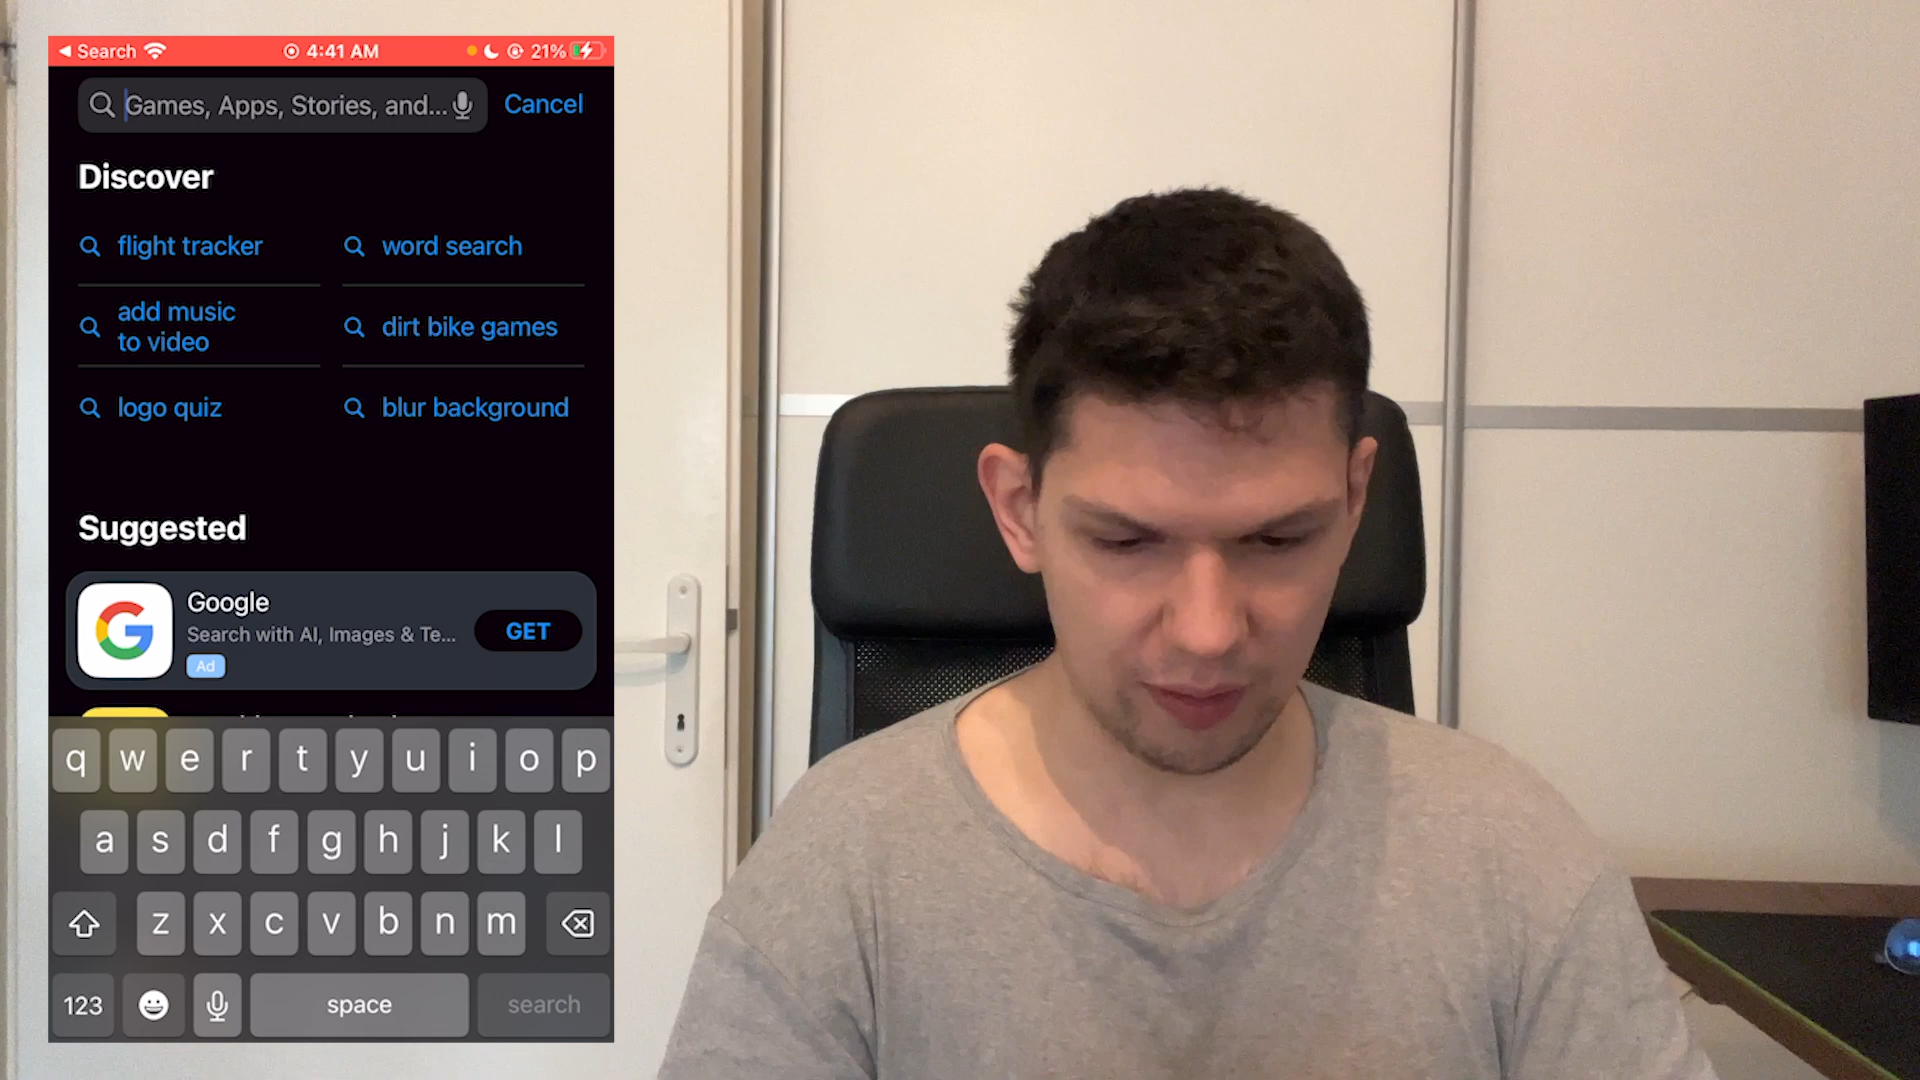 Search 4:41 AM 21%
Games, Apps, Stories, and... Cancel
Discover
flight tracker word search
add music
to video
dirt bike games
logo quiz blur background
Suggested
Google
Search with AI, Images & Te...
Ad
GET
q w e r t y u i o p
a s d f g h j k l
z x c v b n m
123 space search